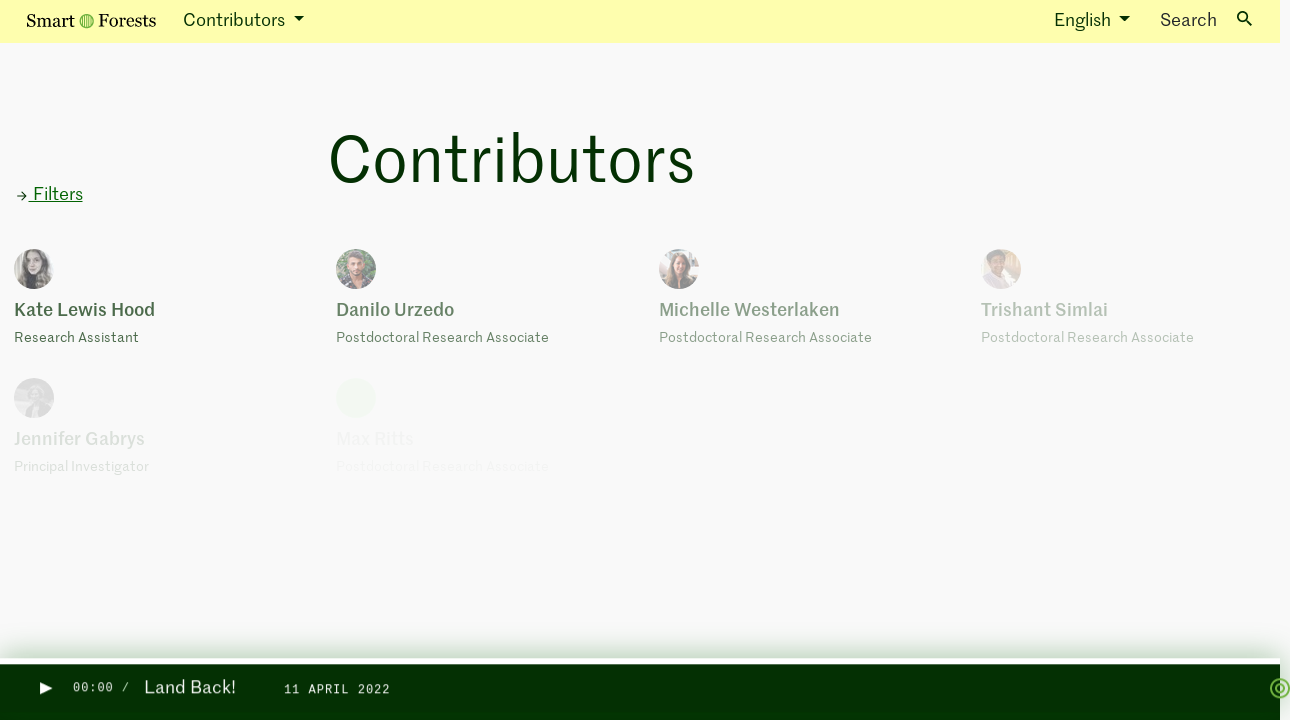 Smart Forests Contributors English Search
Contributors
Filters
Kate Lewis Hood
Research Assistant
Danilo Urzedo
Postdoctoral Research Associate
Michelle Westerlaken
Postdoctoral Research Associate
Trishant Simlai
Postdoctoral Research Associate
Jennifer Gabrys
Principal Investigator
Max Ritts
Postdoctoral Research Associate
00:00 / Land Back! 11 APRIL 2022